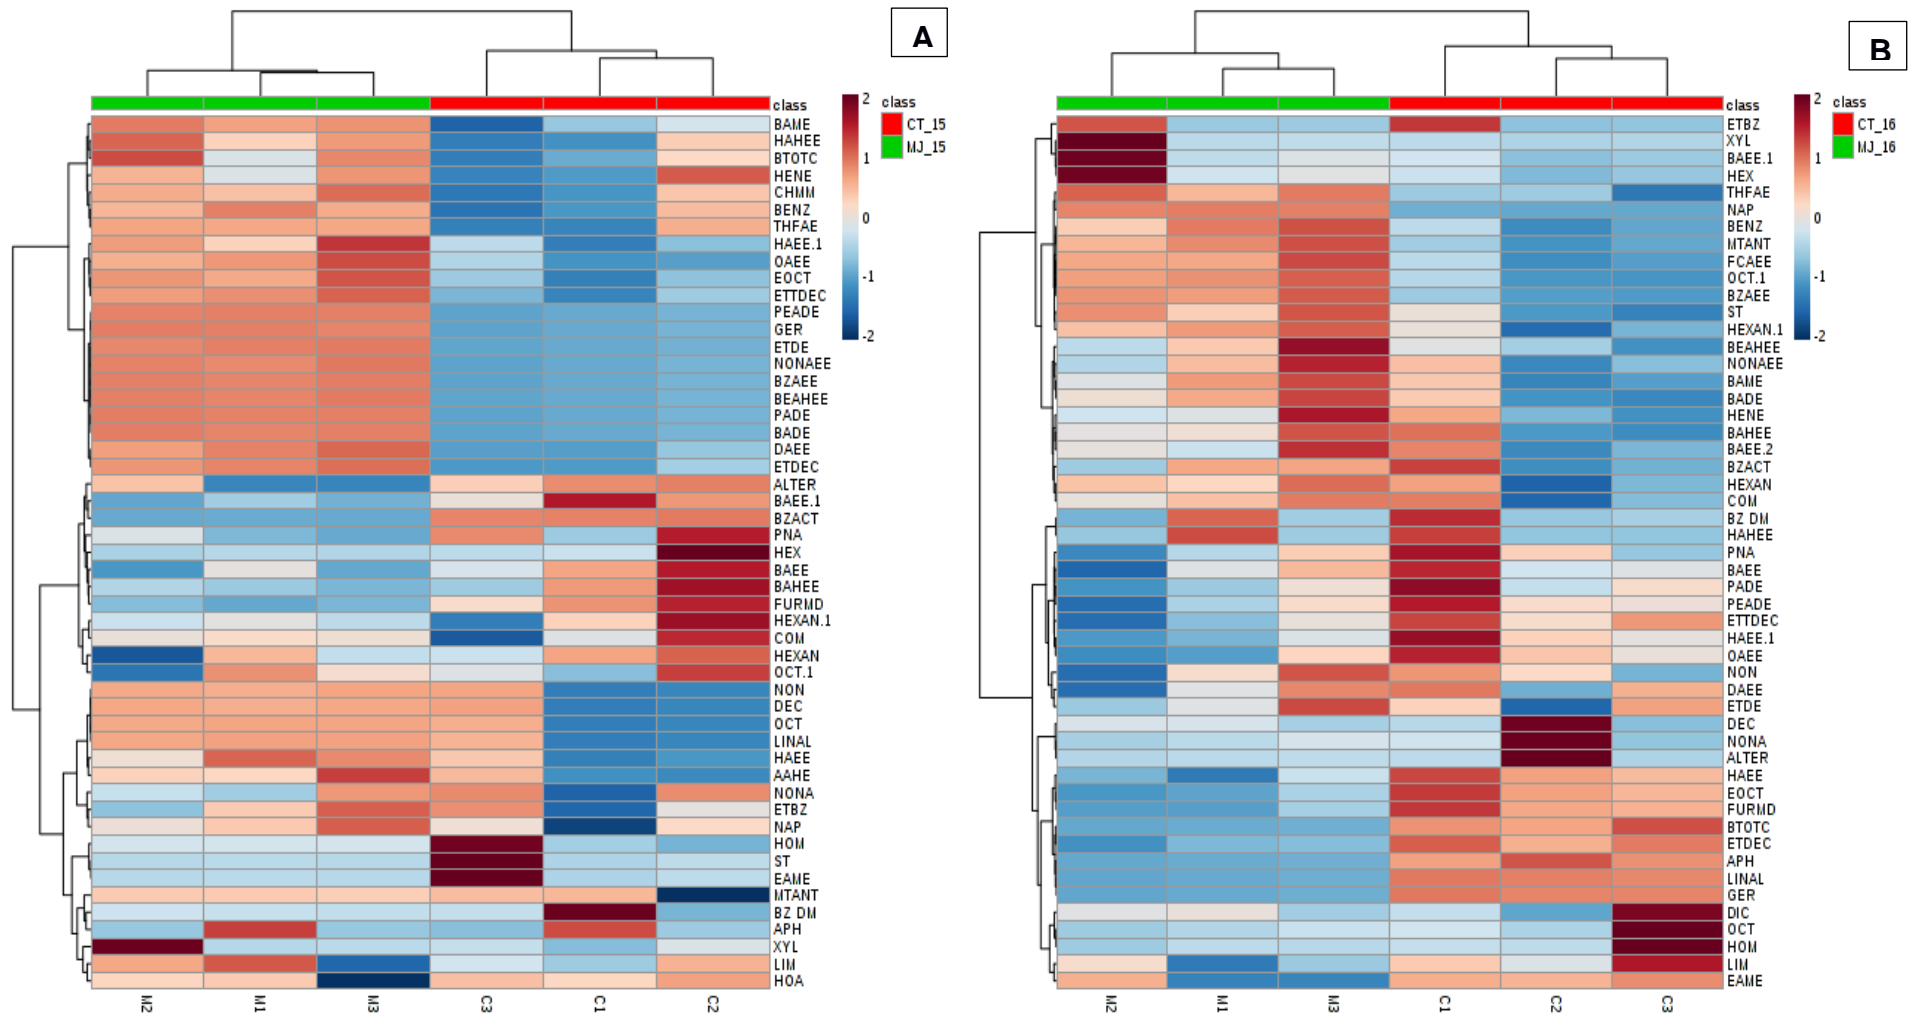 A
class
BAME
HAHEE
BTOTC
HENE
CHMM
BENZ
THFAE
HAEE.1
OAEE
EOCT
ETTDEC
PEADE
GER
ETDE
NONAEE
BZAEE
BEAHEE
PADE
BADE
DAEE
ETDEC
ALTER
BAEE.1
BZACT
PNA
HEX
BAEE
BAHEE
FURMD
HEXAN.1
COM
HEXAN
OCT.1
NON
DEC
OCT
LINAL
HAEE
AAHE
NONA
ETBZ
NAP
HOM
ST
EAME
MTANT
BZ DM
APH
XYL
LIM
HOA
M2
M1
M3
C3
C1
C2
2
1
0
-1
-2
class
CT_15
MJ_15
B
class
ETBZ
XYL
BAEE.1
HEX
THFAE
NAP
BENZ
MTANT
FCAEE
OCT.1
BZAEE
ST
HEXAN.1
BEAHEE
NONAEE
BAME
BADE
HENE
BAHEE
BAEE.2
BZACT
HEXAN
COM
BZ DM
HAHEE
PNA
BAEE
PADE
PEADE
ETTDEC
HAEE.1
OAEE
NON
DAEE
ETDE
DEC
NONA
ALTER
HAEE
EOCT
FURMD
BTOTC
ETDEC
APH
LINAL
GER
DIC
OCT
HOM
LIM
EAME
M2
M1
M3
C1
C2
C3
2
1
0
-1
-2
class
CT_16
MJ_16